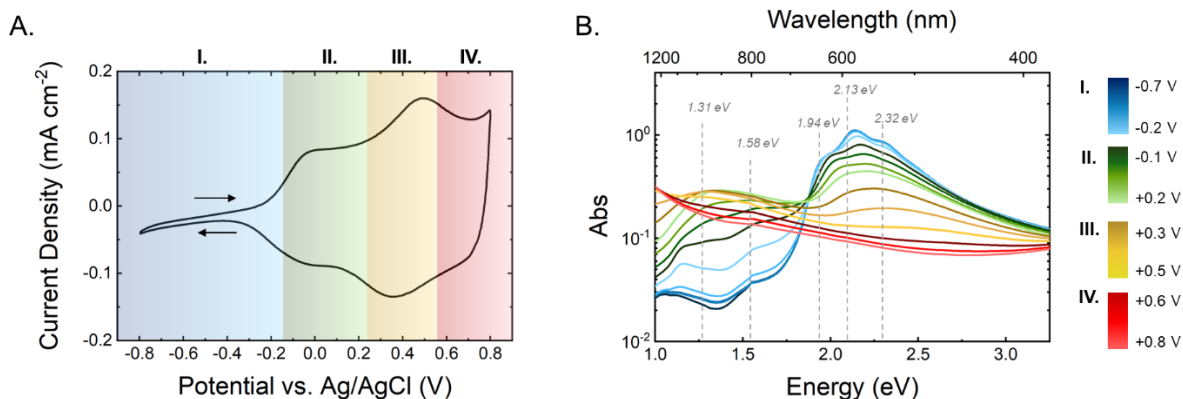 A.
I.
II.
III.
IV.
0.2
0.1
0.0
-0.1
-0.2
Current Density (mA cm⁻²)
-0.8
-0.6
-0.4
-0.2
0.0
0.2
0.4
0.6
0.8
Potential vs. Ag/AgCl (V)
B.
Wavelength (nm)
1200
800
600
400
Abs
10⁰
10⁻¹
10⁻²
1.31 eV
1.58 eV
1.94 eV
2.13 eV
2.32 eV
1.0
1.5
2.0
2.5
3.0
Energy (eV)
I.
-0.7 V
-0.2 V
II.
-0.1 V
+0.2 V
III.
+0.3 V
+0.5 V
IV.
+0.6 V
+0.8 V